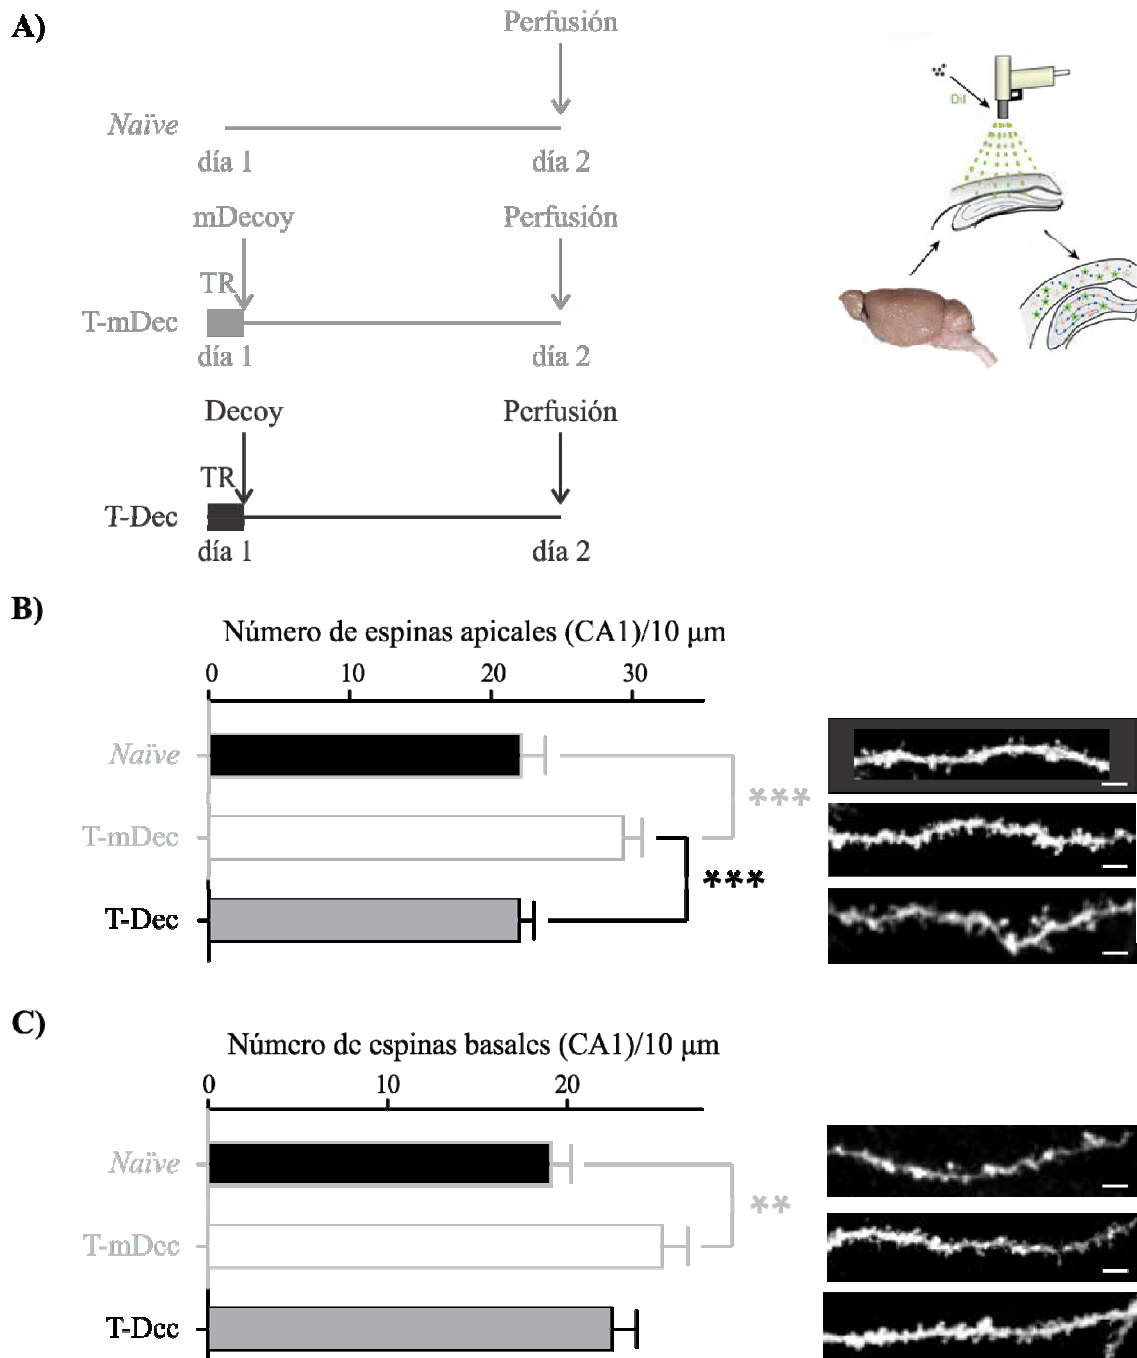 A)
Perfusión
Naïve
día 1
día 2
mDecoy
Perfusión
TR
T-mDec
día 1
día 2
Decoy
Perfusión
TR
T-Dec
día 1
día 2
DiI
B)
Número de espinas apicales (CA1)/10 μm
0 10 20 30
Naïve
***
T-mDec
***
T-Dec
C)
Número de espinas basales (CA1)/10 μm
0 10 20
Naïve
**
T-mDec
T-Dec